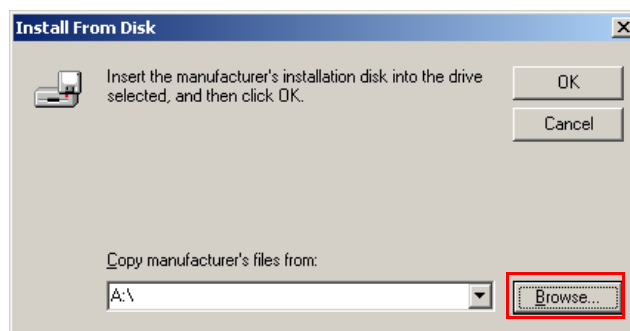 Install From Disk
Insert the manufacturer's installation disk into the drive
selected, and then click OK.
OK
Cancel
Copy manufacturer's files from:
A:\
Browse...